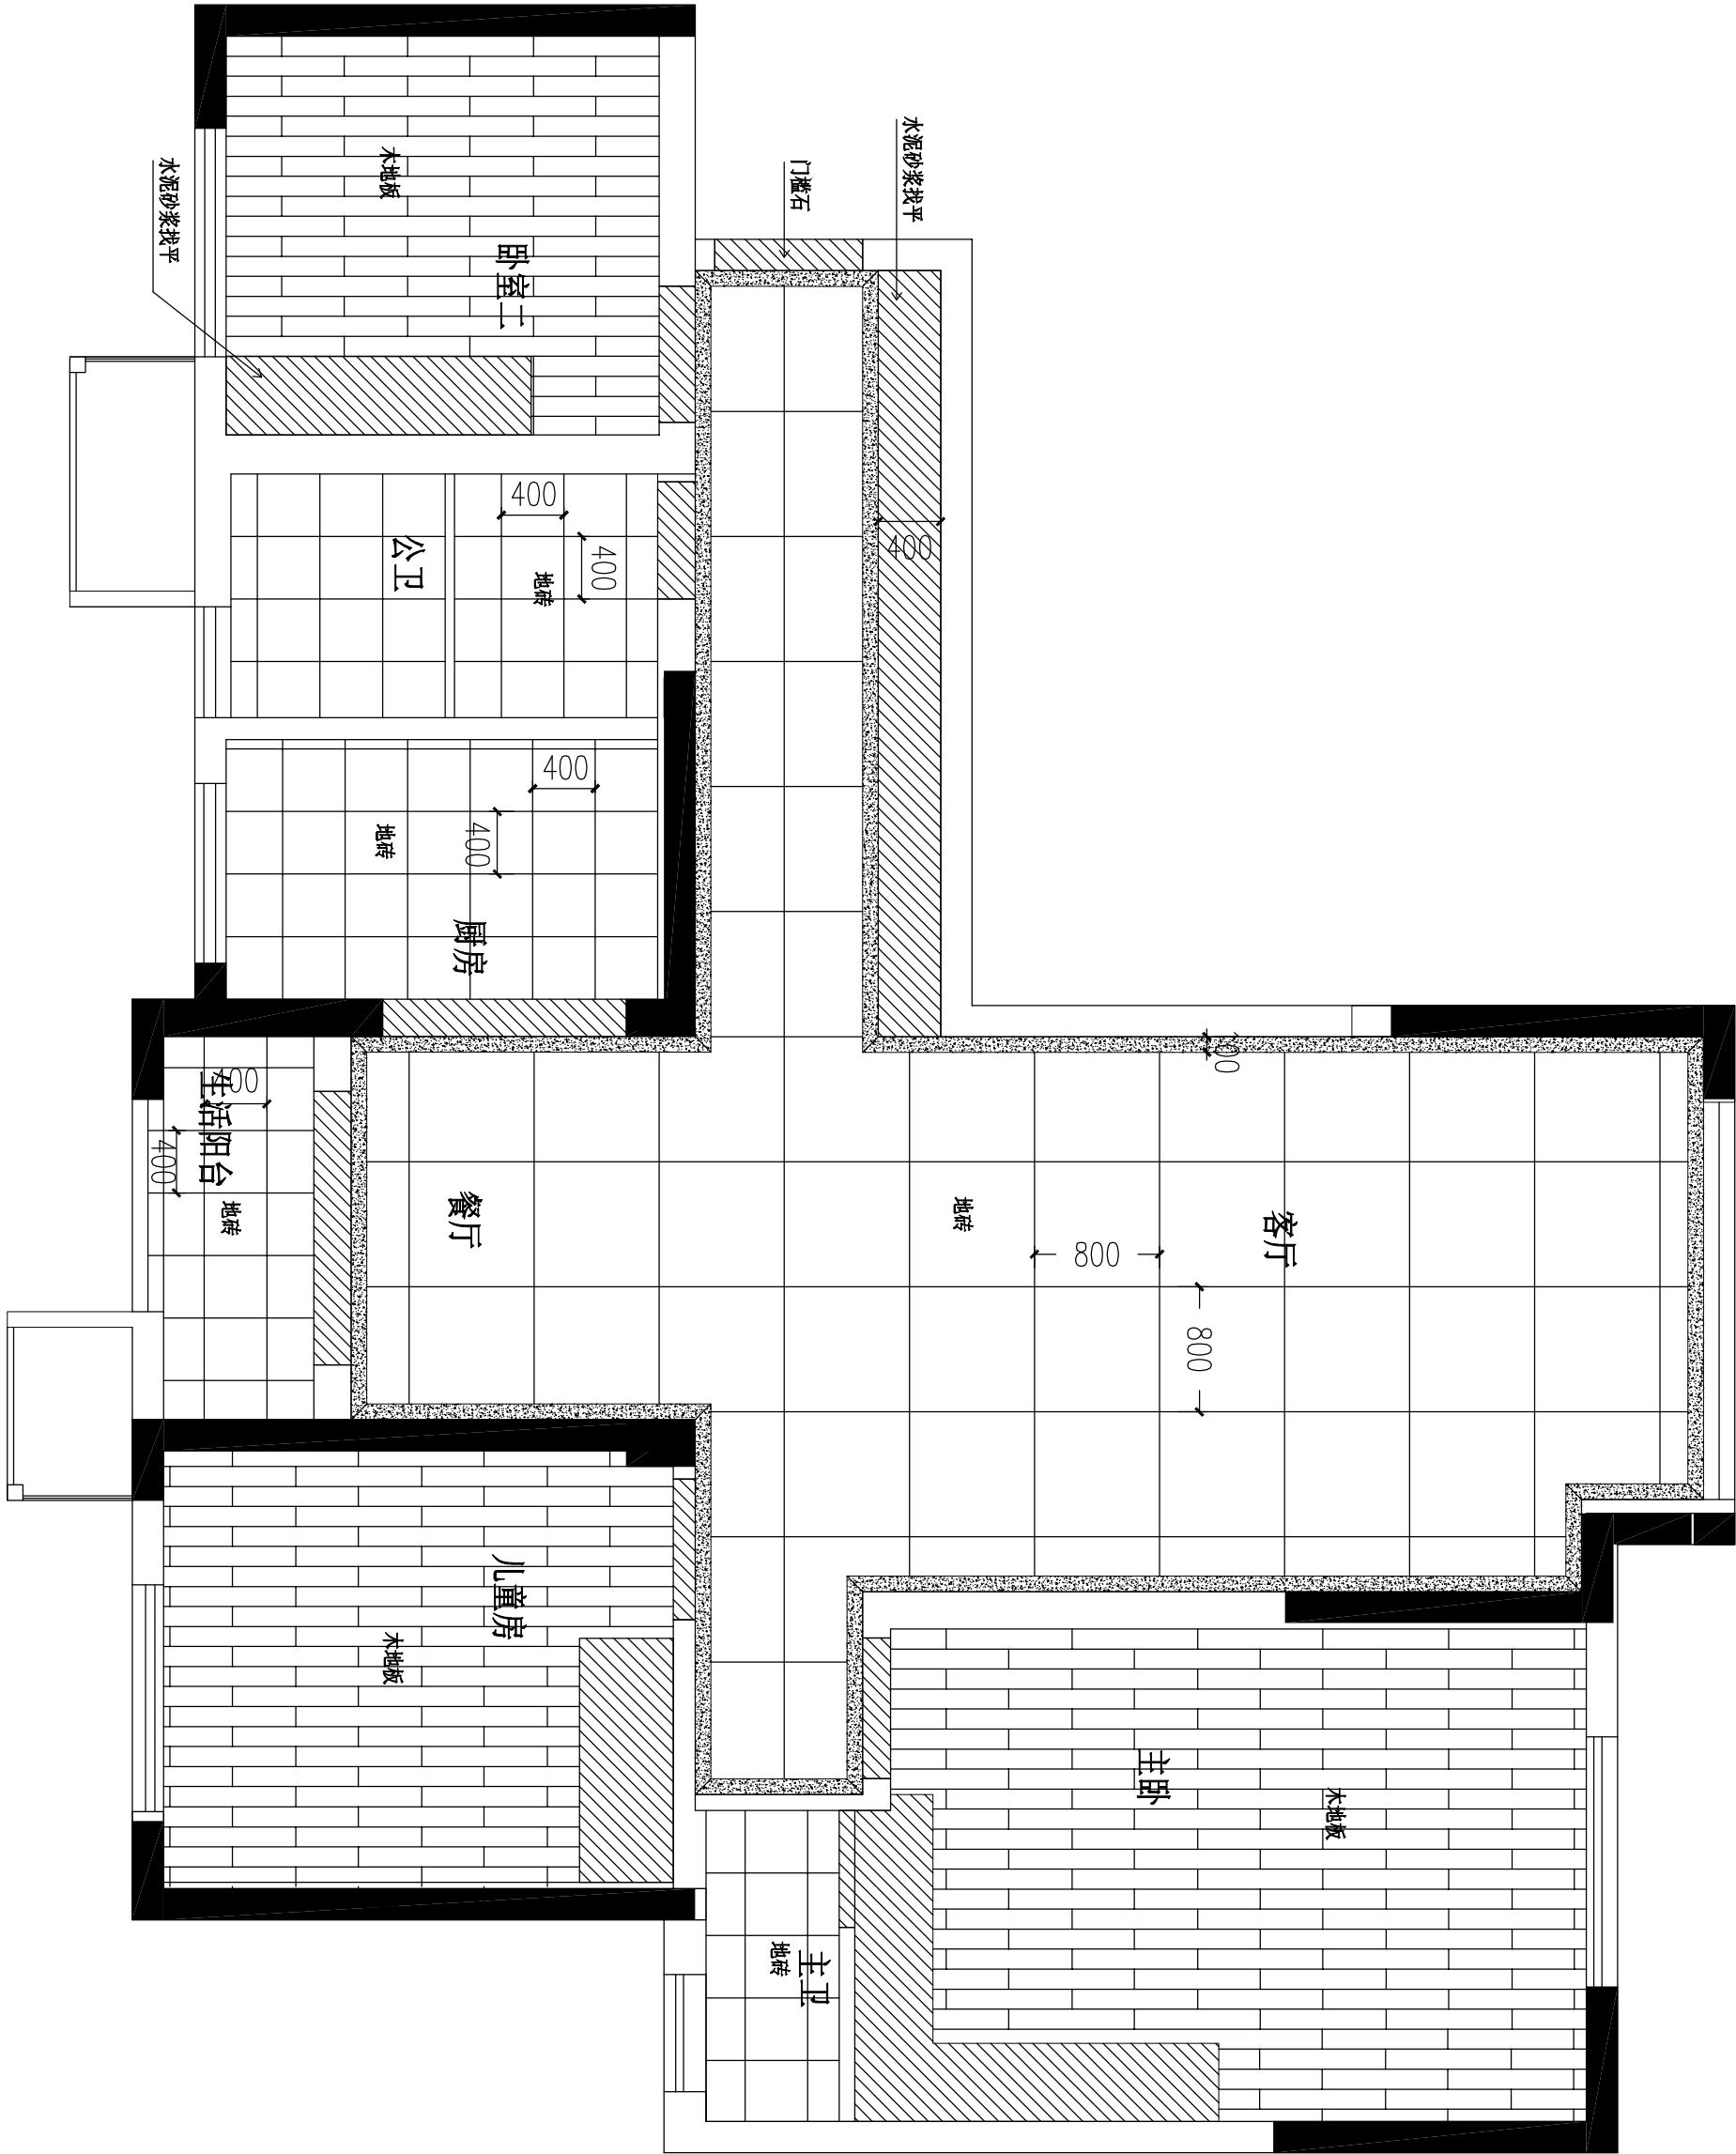 水泥砂浆找平
门槛石
水泥砂浆找平
木地板
卧室二
400
400
400
公卫
地砖
400
400
地砖
厨房
100
400
生活阳台
400
地砖
餐厅
地砖
客厅
800
800
儿童房
木地板
主卧
木地板
主卫
地砖